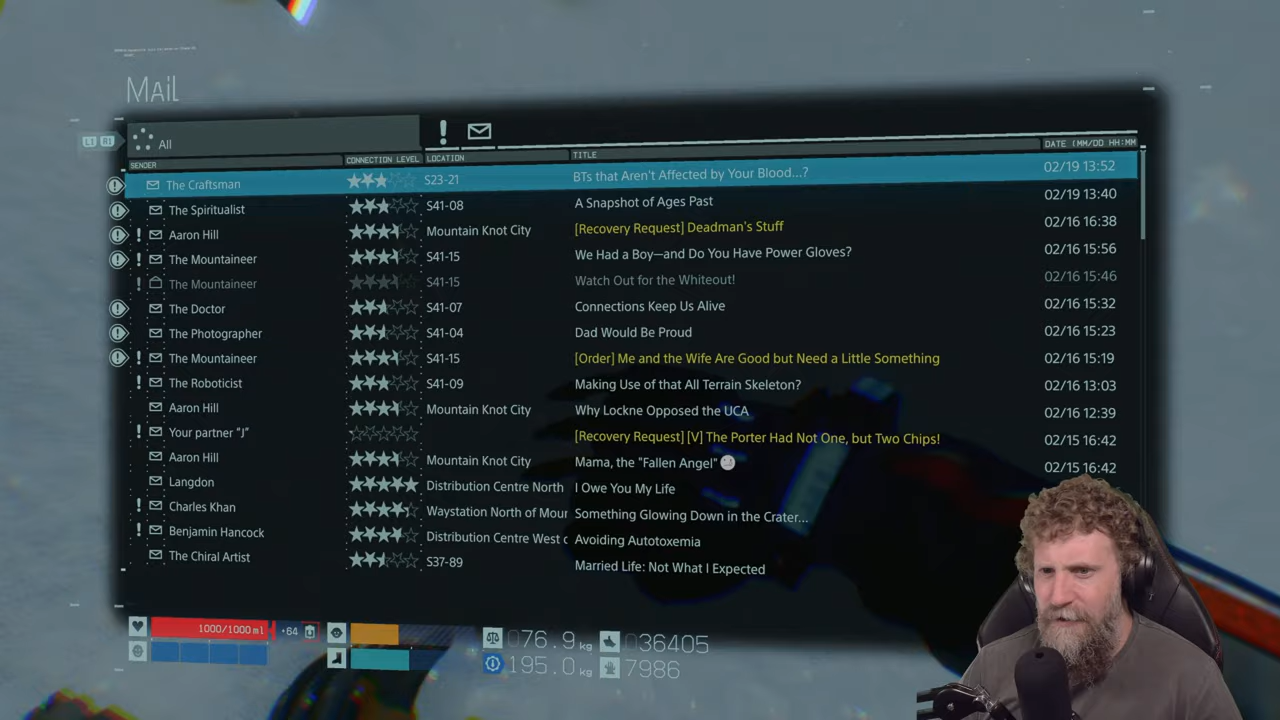 Mail
L1 R1 All
SENDER CONNECTION LEVEL LOCATION TITLE DATE (MM/DD HH:MM
The Craftsman S23-21 BTs that Aren't Affected by Your Blood...? 02/19 13:52
The Spiritualist S41-08 A Snapshot of Ages Past 02/19 13:40
! Aaron Hill Mountain Knot City [Recovery Request] Deadman's Stuff 02/16 16:38
! The Mountaineer S41-15 We Had a Boy—and Do You Have Power Gloves? 02/16 15:56
! The Mountaineer S41-15 Watch Out for the Whiteout! 02/16 15:46
The Doctor S41-07 Connections Keep Us Alive 02/16 15:32
The Photographer S41-04 Dad Would Be Proud 02/16 15:23
! The Mountaineer S41-15 [Order] Me and the Wife Are Good but Need a Little Something 02/16 15:19
! The Roboticist S41-09 Making Use of that All Terrain Skeleton? 02/16 13:03
Aaron Hill Mountain Knot City Why Lockne Opposed the UCA 02/16 12:39
! Your partner "J" [Recovery Request] [V] The Porter Had Not One, but Two Chips! 02/15 16:42
Aaron Hill Mountain Knot City Mama, the "Fallen Angel" 02/15 16:42
Langdon Distribution Centre North I Owe You My Life
! Charles Khan Waystation North of Moun Something Glowing Down in the Crater...
! Benjamin Hancock Distribution Centre West o Avoiding Autotoxemia
The Chiral Artist S37-89 Married Life: Not What I Expected
1000/1000 ml +64 076.9 kg 036405
195.0 kg 7986